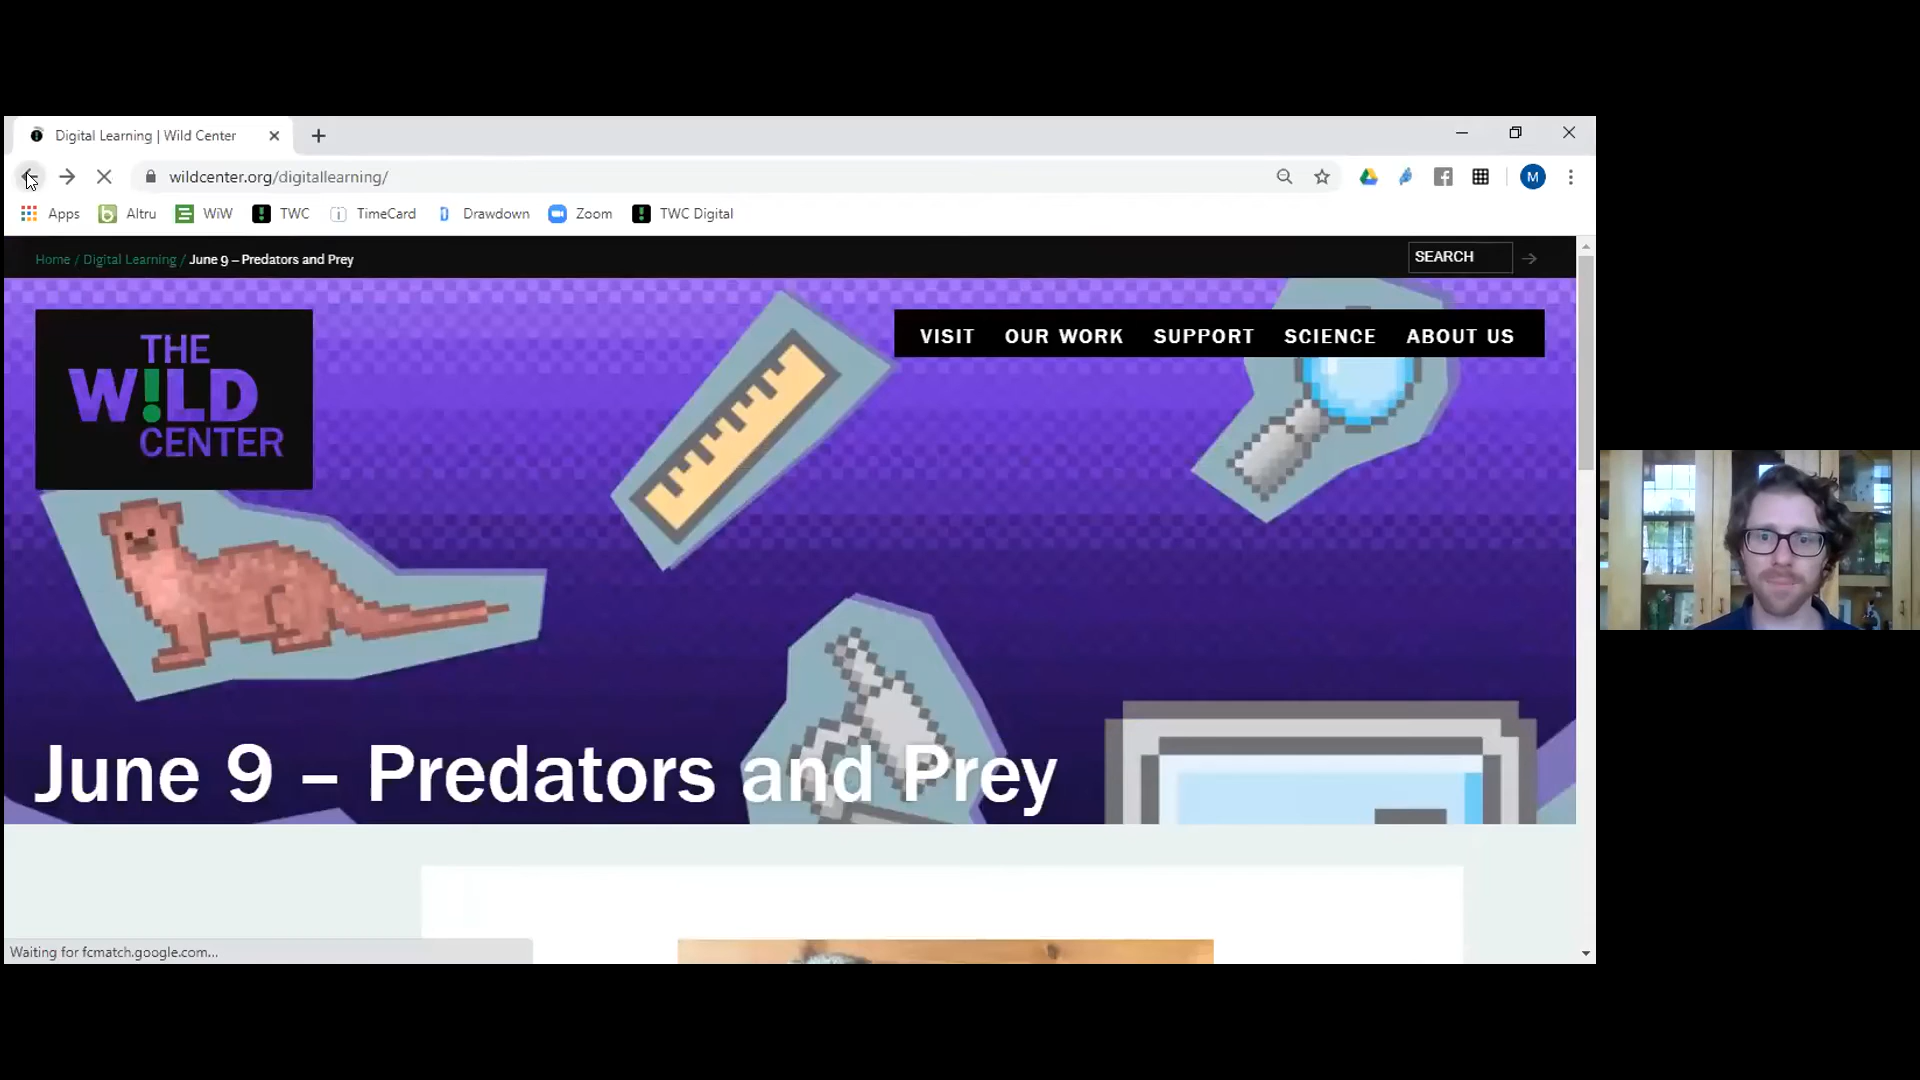 Digital Learning | Wild Center
wildcenter.org/digitallearning/
M
Apps Altru WiW TWC TimeCard Drawdown Zoom TWC Digital
Home / Digital Learning / June 9 – Predators and Prey
SEARCH
THE
W!LD
CENTER
VISIT OUR WORK SUPPORT SCIENCE ABOUT US
June 9 – Predators and Prey
Waiting for fcmatch.google.com...